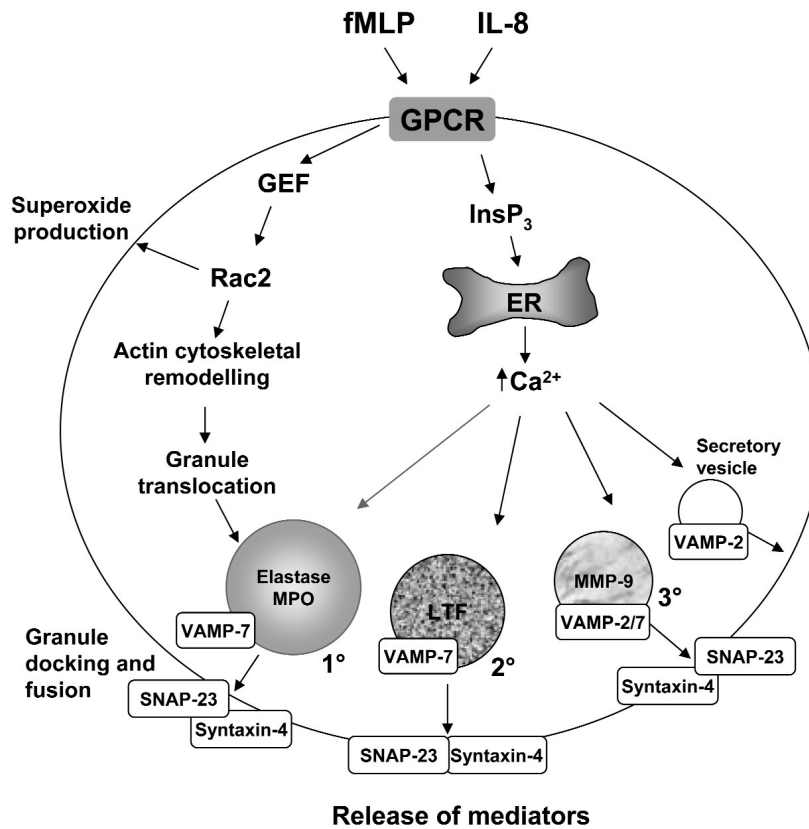 fMLP IL-8
GPCR
GEF
InsP₃
Superoxide
production
Rac2
ER
Actin cytoskeletal
remodelling
↑Ca²⁺
Granule
translocation
Secretory
vesicle
VAMP-2
Elastase
MPO
VAMP-7
1°
LTF
VAMP-7
2°
MMP-9
3°
VAMP-2/7
Granule
docking and
fusion
SNAP-23
Syntaxin-4
SNAP-23
Syntaxin-4
SNAP-23
Syntaxin-4
Release of mediators